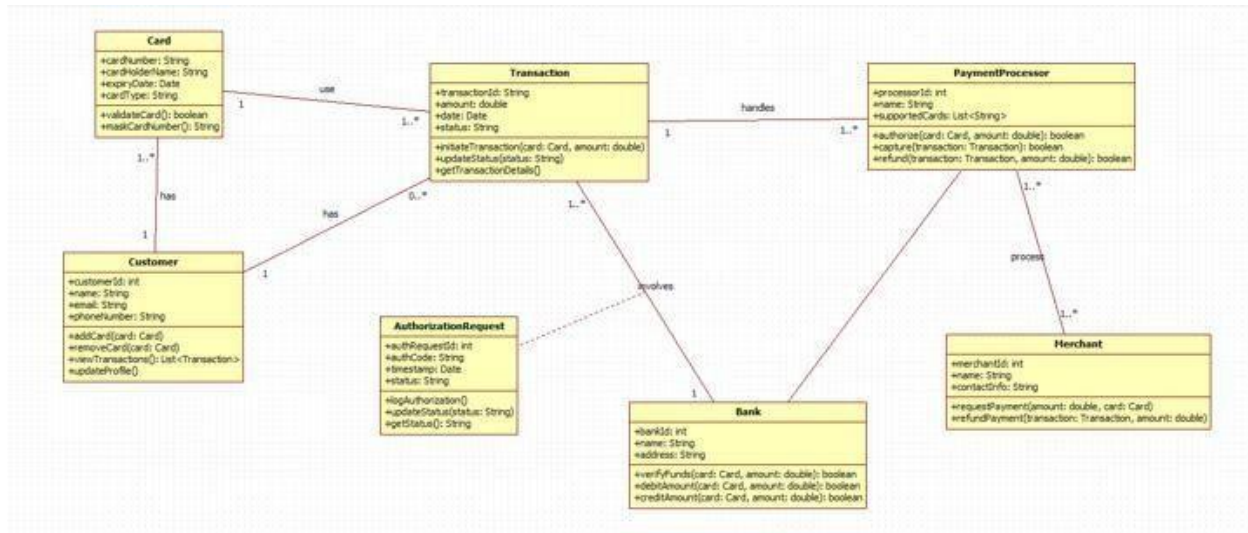 Card
+cardNumber: String
+cardHolderName: String
+expiryDate: Date
+cardType: String
+validateCard(): boolean
+maskCardNumber(): String
1
use
1..*
Transaction
+transactionId: String
+amount: double
+date: Date
+status: String
+initiateTransaction(card: Card, amount: double)
+updateStatus(status: String)
+getTransactionDetails()
1
handles
1..*
PaymentProcessor
+processorId: int
+name: String
+supportedCards: List<String>
+authorize(card: Card, amount: double): boolean
+capture(transaction: Transaction): boolean
+refund(transaction: Transaction, amount: double): boolean
1..*
has
1
0..*
has
1
Customer
+customerId: int
+name: String
+email: String
+phoneNumber: String
+addCard(card: Card)
+removeCard(card: Card)
+viewTransactions(): List<Transaction>
+updateProfile()
1..*
involves
1
AuthorizationRequest
+authRequestId: int
+authCode: String
+timestamp: Date
+status: String
+logAuthorization()
+updateStatus(status: String)
+getStatus(): String
Bank
+bankId: int
+name: String
+address: String
+verifyFunds(card: Card, amount: double): boolean
+debitAmount(card: Card, amount: double): boolean
+creditAmount(card: Card, amount: double): boolean
1..*
process
1..*
Merchant
+merchantId: int
+name: String
+contactInfo: String
+requestPayment(amount: double, card: Card)
+refundPayment(transaction: Transaction, amount: double)